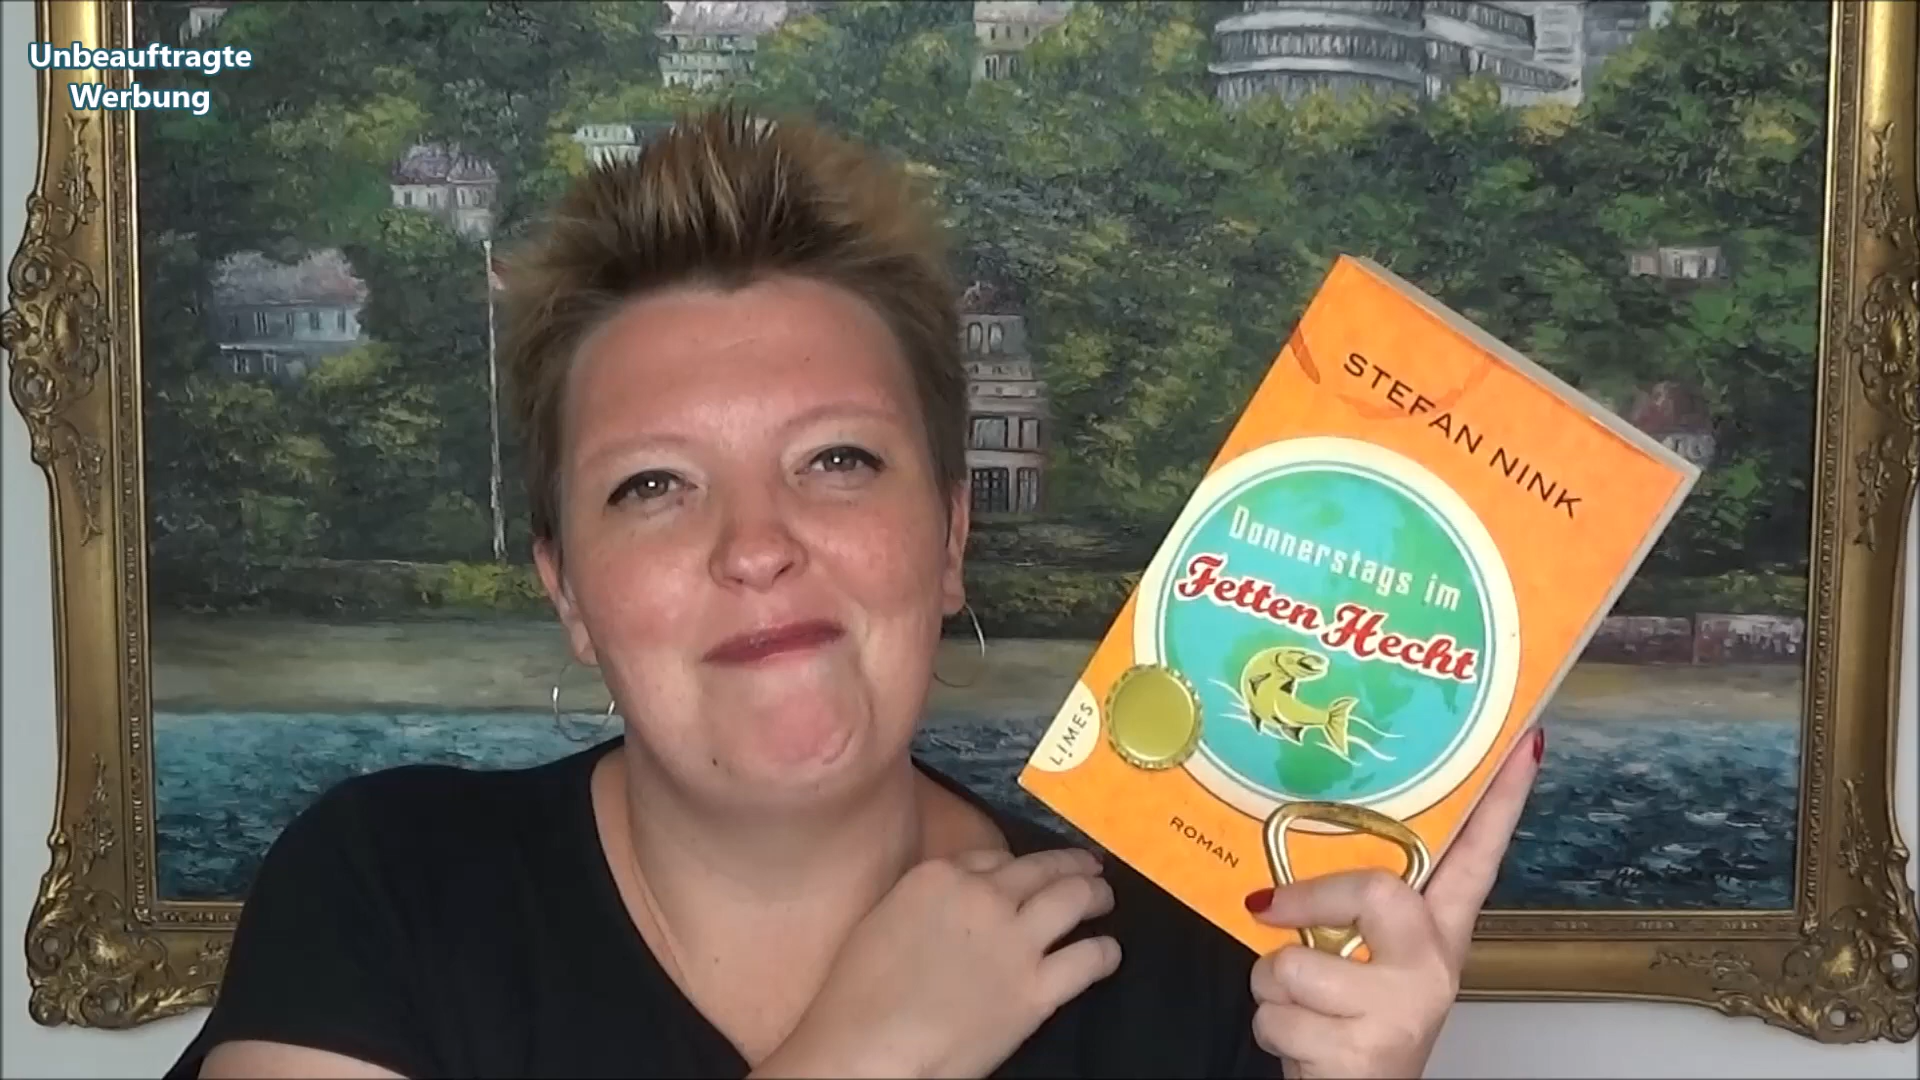 Unbeauftragte
Werbung
STEFAN NINK
Donnerstags im
Fetten Hecht
LIMES
ROMAN